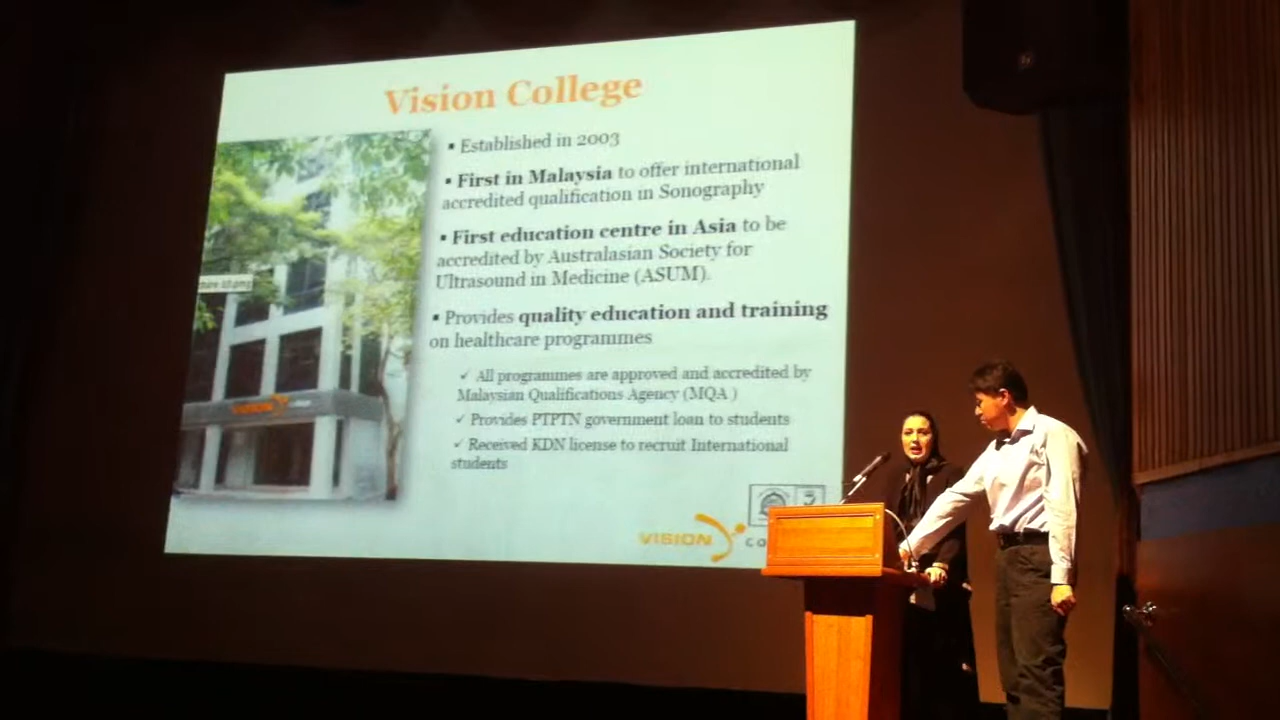 Vision College
▪ Established in 2003
▪ First in Malaysia to offer international
accredited qualification in Sonography
▪ First education centre in Asia to be
accredited by Australasian Society for
Ultrasound in Medicine (ASUM).
▪ Provides quality education and training
on healthcare programmes
✓ All programmes are approved and accredited by
Malaysian Qualifications Agency (MQA )
✓ Provides PTPTN government loan to students
✓ Received KDN license to recruit International
students
VISION
VISION CO